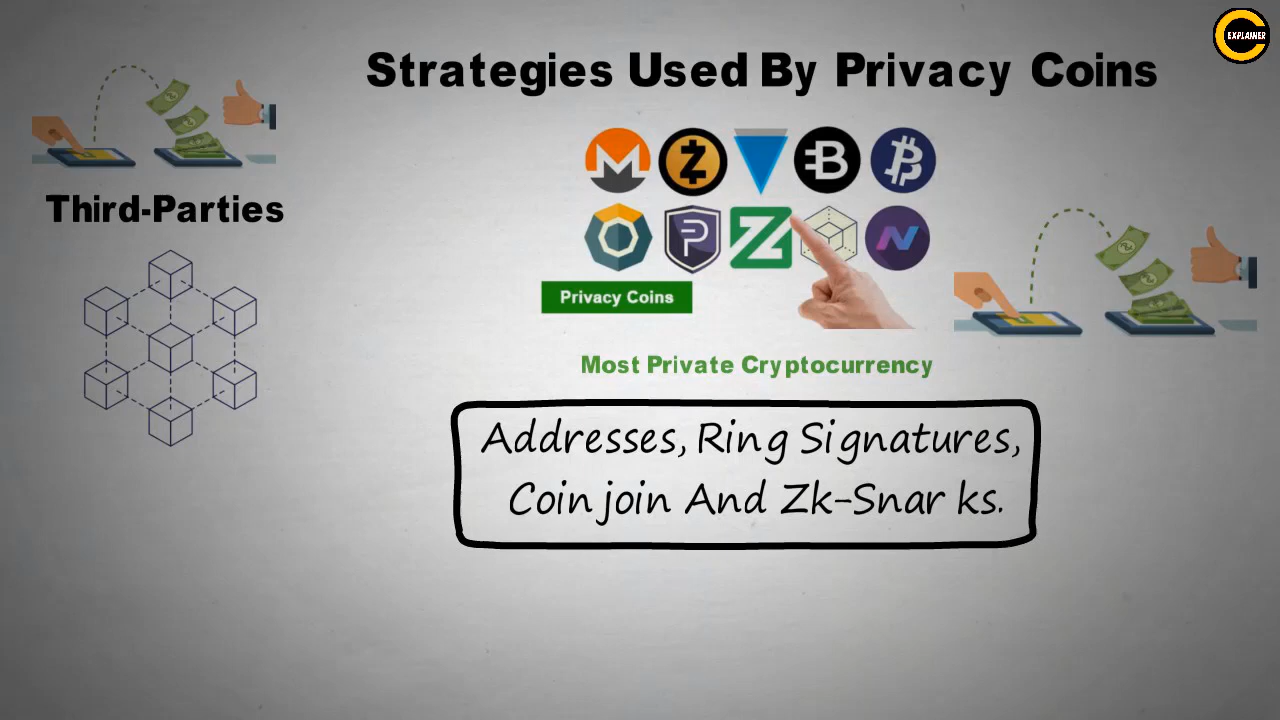 EXPLAINER
Strategies Used By Privacy Coins
Third-Parties
Privacy Coins
Most Private Cryptocurrency
Addresses, Ring Signatures,
Coin join And Zk-Snar ks.